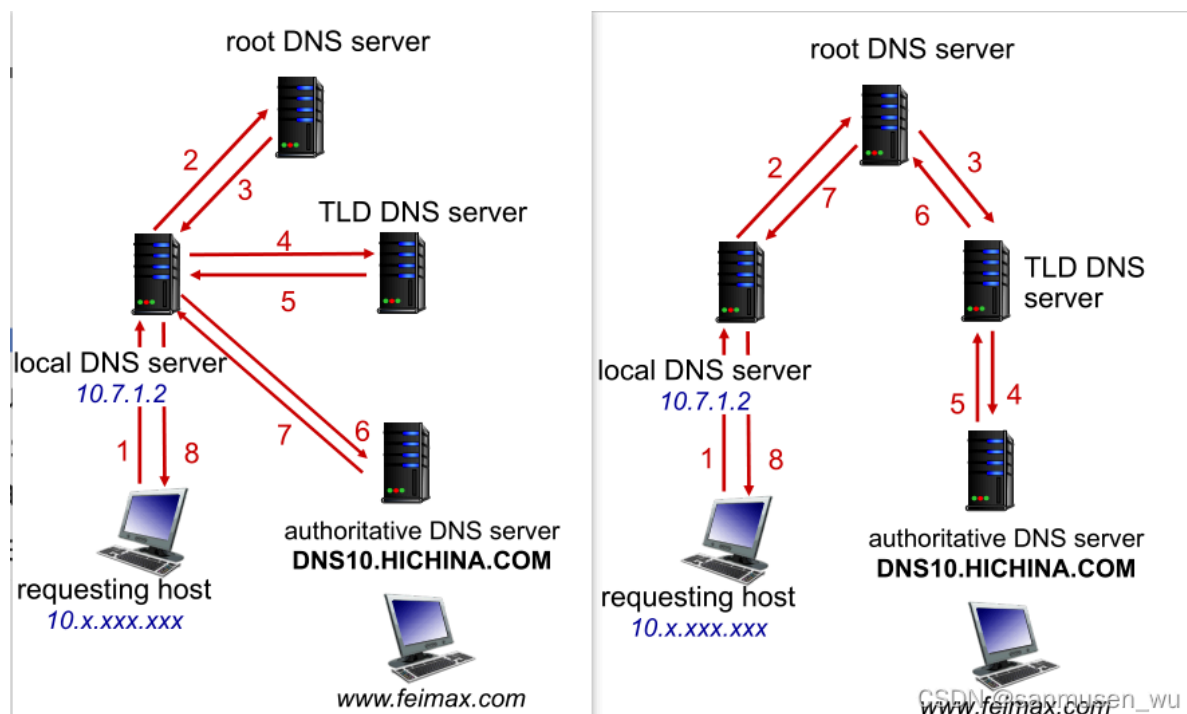 root DNS server
2
3
TLD DNS server
4
5
local DNS server
10.7.1.2
6
7
1
8
authoritative DNS server
DNS10.HICHINA.COM
requesting host
10.x.xxx.xxx
www.feimax.com
root DNS server
2
7
3
6
TLD DNS
server
local DNS server
10.7.1.2
5
4
1
8
authoritative DNS server
DNS10.HICHINA.COM
requesting host
10.x.xxx.xxx
www.feimax.com
CSDN @sanmusen_wu